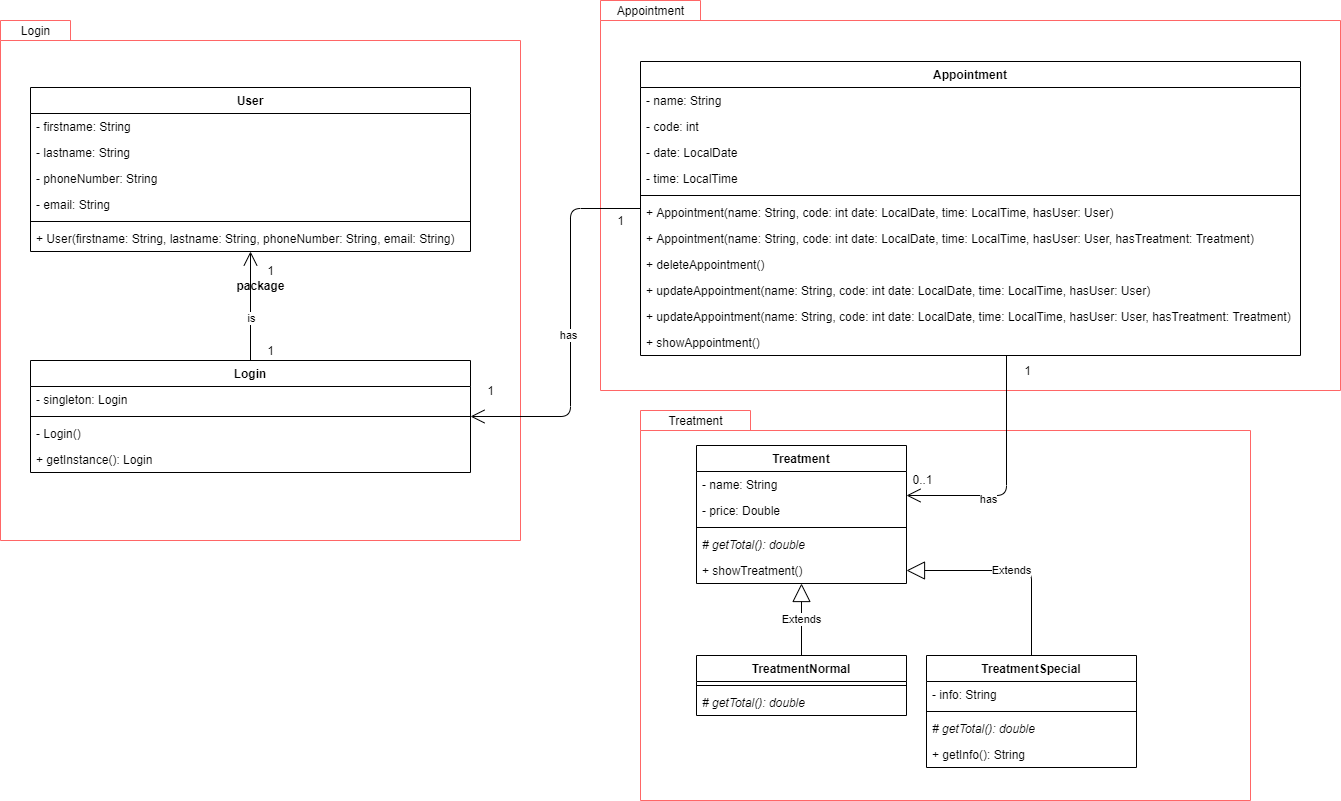 Login
User
- firstname: String
- lastname: String
- phoneNumber: String
- email: String
+ User(firstname: String, lastname: String, phoneNumber: String, email: String)
1
package
is
1
Login
- singleton: Login
- Login()
+ getInstance(): Login
1
has
1
Appointment
Appointment
- name: String
- code: int
- date: LocalDate
- time: LocalTime
+ Appointment(name: String, code: int date: LocalDate, time: LocalTime, hasUser: User)
+ Appointment(name: String, code: int date: LocalDate, time: LocalTime, hasUser: User, hasTreatment: Treatment)
+ deleteAppointment()
+ updateAppointment(name: String, code: int date: LocalDate, time: LocalTime, hasUser: User)
+ updateAppointment(name: String, code: int date: LocalDate, time: LocalTime, hasUser: User, hasTreatment: Treatment)
+ showAppointment()
1
Treatment
Treatment
- name: String
- price: Double
# getTotal(): double
+ showTreatment()
0..1
has
Extends
Extends
TreatmentNormal
# getTotal(): double
TreatmentSpecial
- info: String
# getTotal(): double
+ getInfo(): String